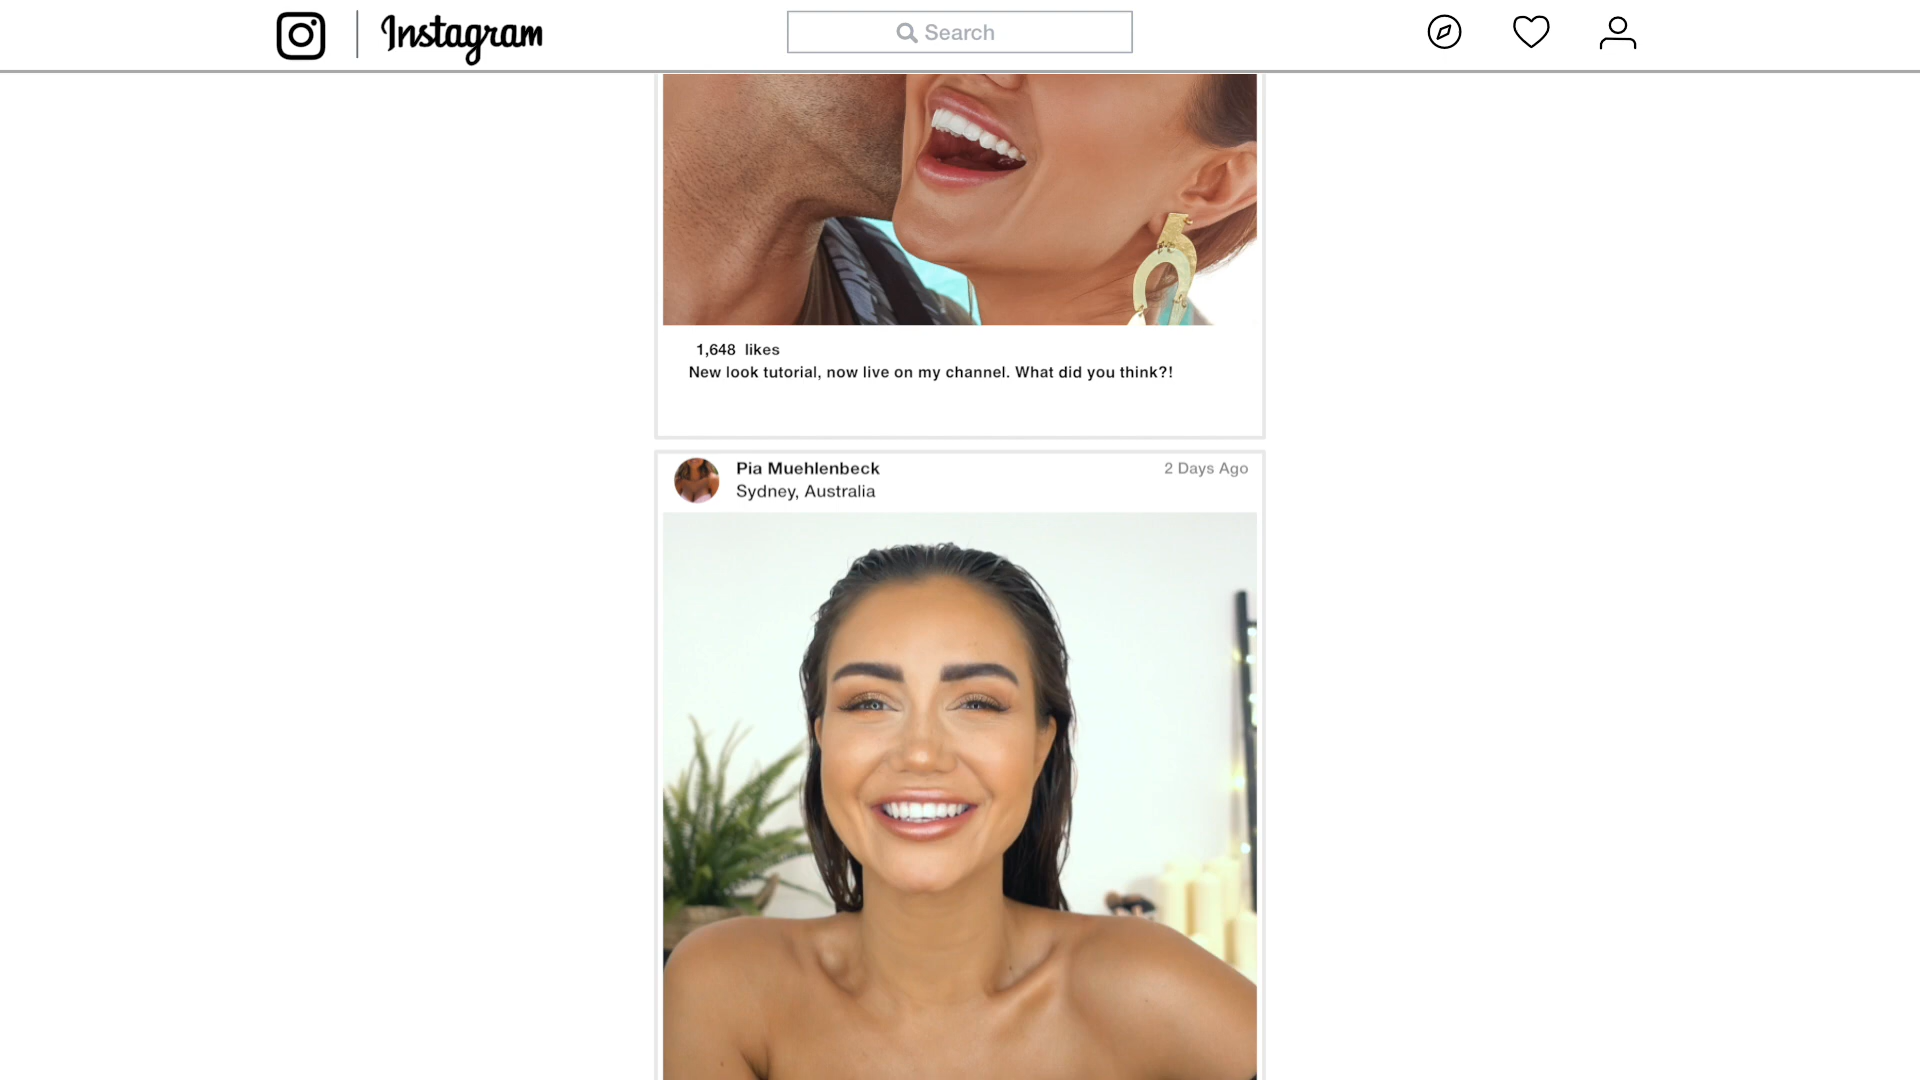 Instagram
Search
1,648 likes
New look tutorial, now live on my channel. What did you think?!
Pia Muehlenbeck
2 Days Ago
Sydney, Australia